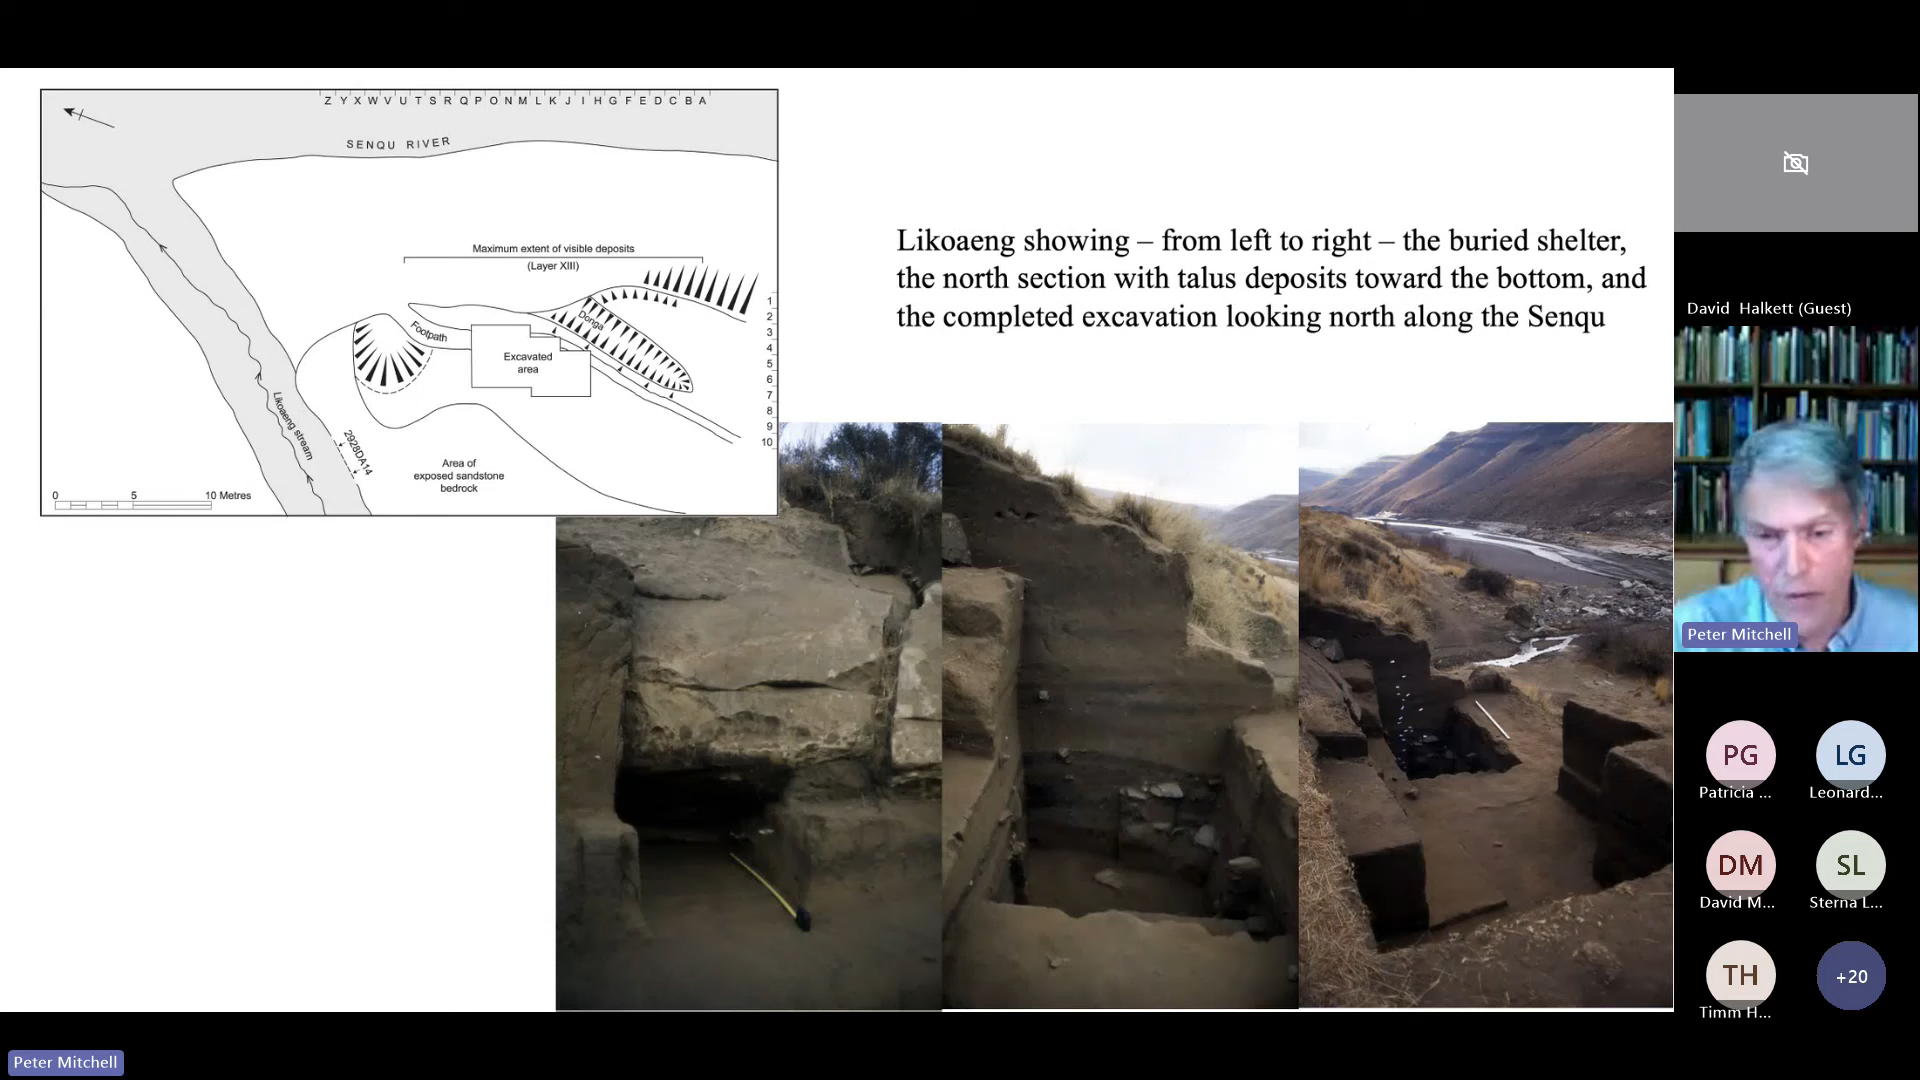 Z Y X W V U T S R Q P O N M L K J I H G F E D C B A
SENQU RIVER
Maximum extent of visible deposits
(Layer XIII)
Footpath
Donga
Excavated
area
1
2
3
4
5
6
7
8
9
10
Likoaeng stream
2928DA14
Area of
exposed sandstone
bedrock
0 5 10 Metres
Likoaeng showing – from left to right – the buried shelter,
the north section with talus deposits toward the bottom, and
the completed excavation looking north along the Senqu
David Halkett (Guest)
Peter Mitchell
PG
Patricia ...
LG
Leonard...
DM
David M...
SL
Sterna L...
TH
Timm H...
+20
Peter Mitchell